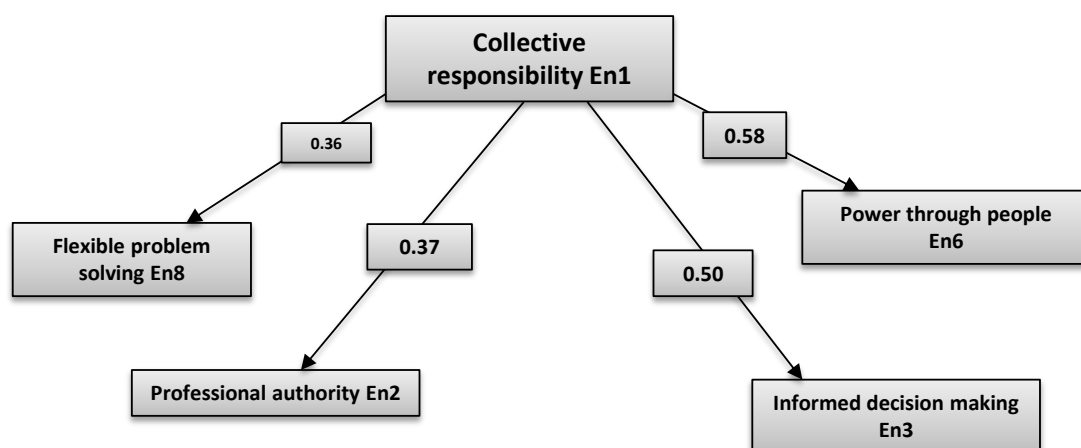 Collective
responsibility En1
0.36
0.58
Flexible problem
solving En8
0.37
0.50
Power through people
En6
Professional authority En2
Informed decision making
En3